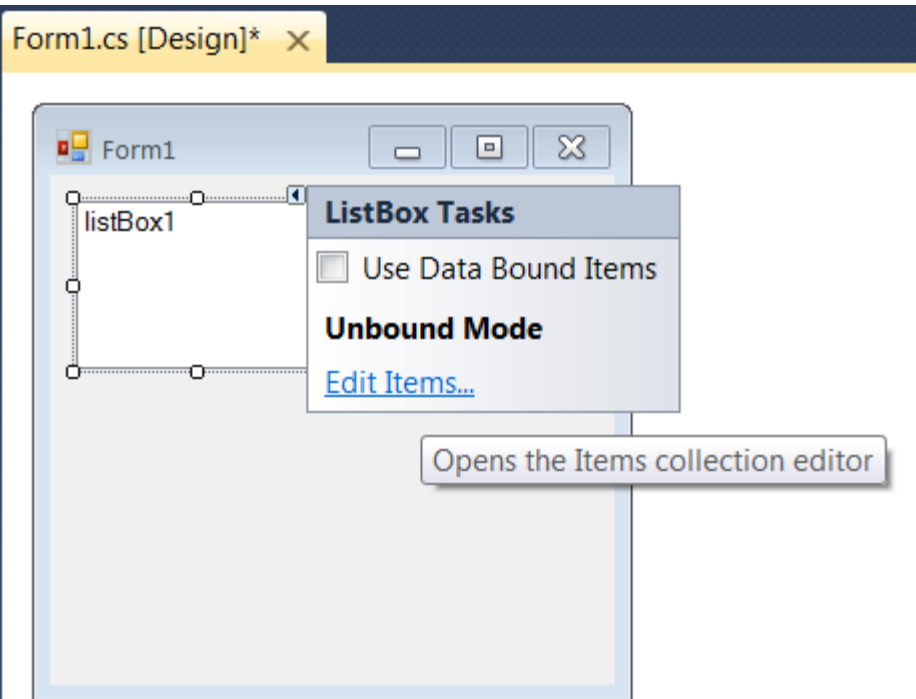 Form1.cs [Design]*
Form1
listBox1
ListBox Tasks
Use Data Bound Items
Unbound Mode
Edit Items...
Opens the Items collection editor